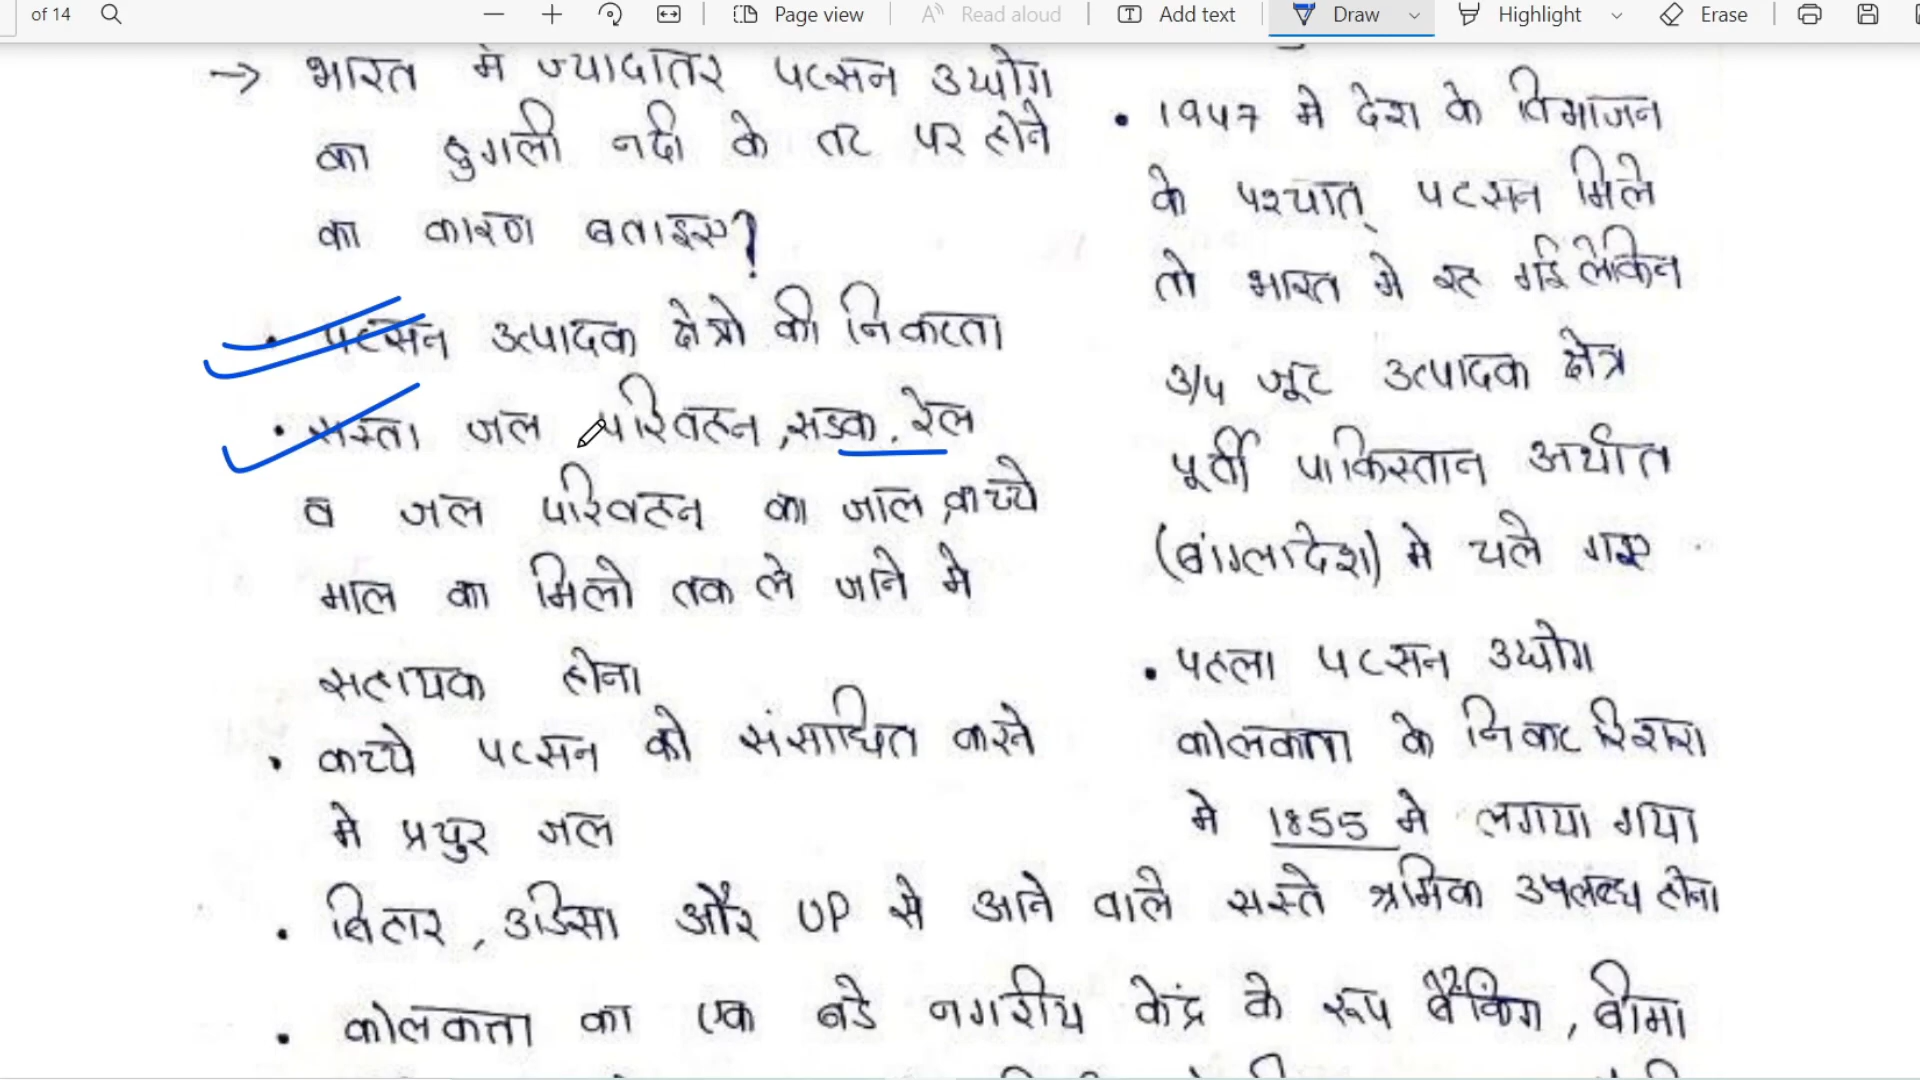 of 14
Page view
Read aloud
Add text
Draw
Highlight
Erase
→ भारत में ज्यादातर पटसन उद्योग
का हुगली नदी के तट पर होने
का कारण बताइए?
• पटसन उत्पादक क्षेत्रो की निकटता
• सस्ता जल परिवहन, सड़क, रेल
व जल परिवहन का जाल, कच्चे
माल का मिलो तक ले जाने मे
सहायक होना
• कच्चे पटसन को संसाधित करने
मे प्रचुर जल
• 1947 मे देश के विभाजन
के पश्चात् पटसन मिले
तो भारत मे रह गई लेकिन
3/4 जूट उत्पादक क्षेत्र
पूर्वी पाकिस्तान अर्थात
(बंग्लादेश) मे चले गए
• पहला पटसन उद्योग
कोलकत्ता के निकट रिशरा
मे 1855 मे लगया गया
• बिहार, उडिसा और UP से आने वाले सस्ते श्रमिक उपलब्ध होना
• कोलकत्ता का एक बडे नगरीय केंद्र के रूप बैंकिंग, बीमा